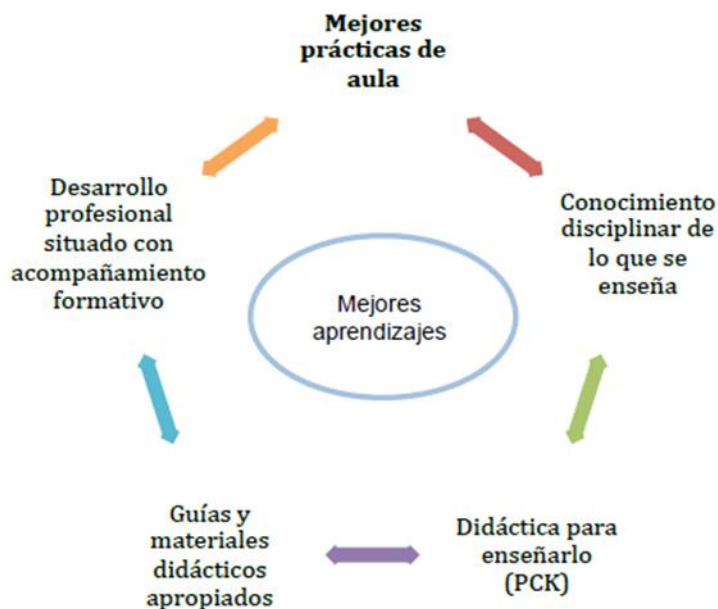 Mejores
prácticas de
aula
Conocimiento
disciplinar de
lo que se
enseña
Didáctica para
enseñarlo
(PCK)
Guías y
materiales
didácticos
apropiados
Desarrollo
profesional
situado con
acompañamiento
formativo
Mejores
aprendizajes